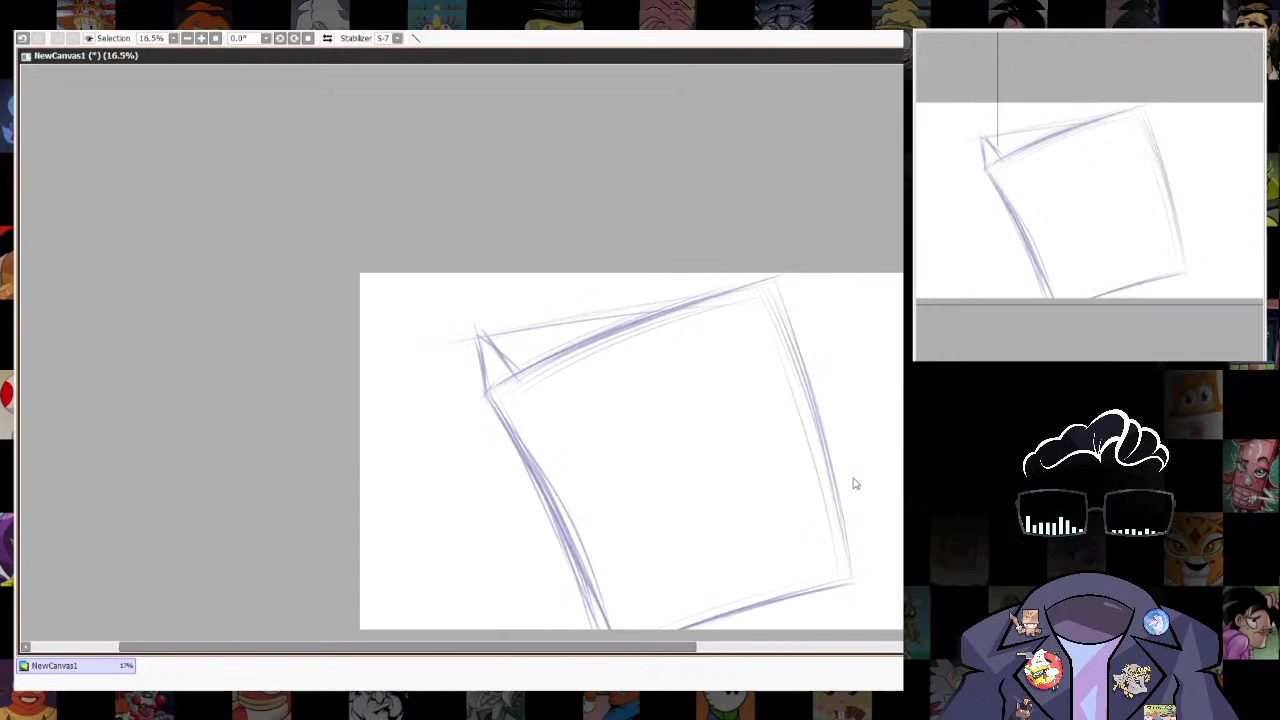 Selection 16.5% 0.0° Stabilizer S-7
NewCanvas1 (*) (16.5%)
NewCanvas1 17%